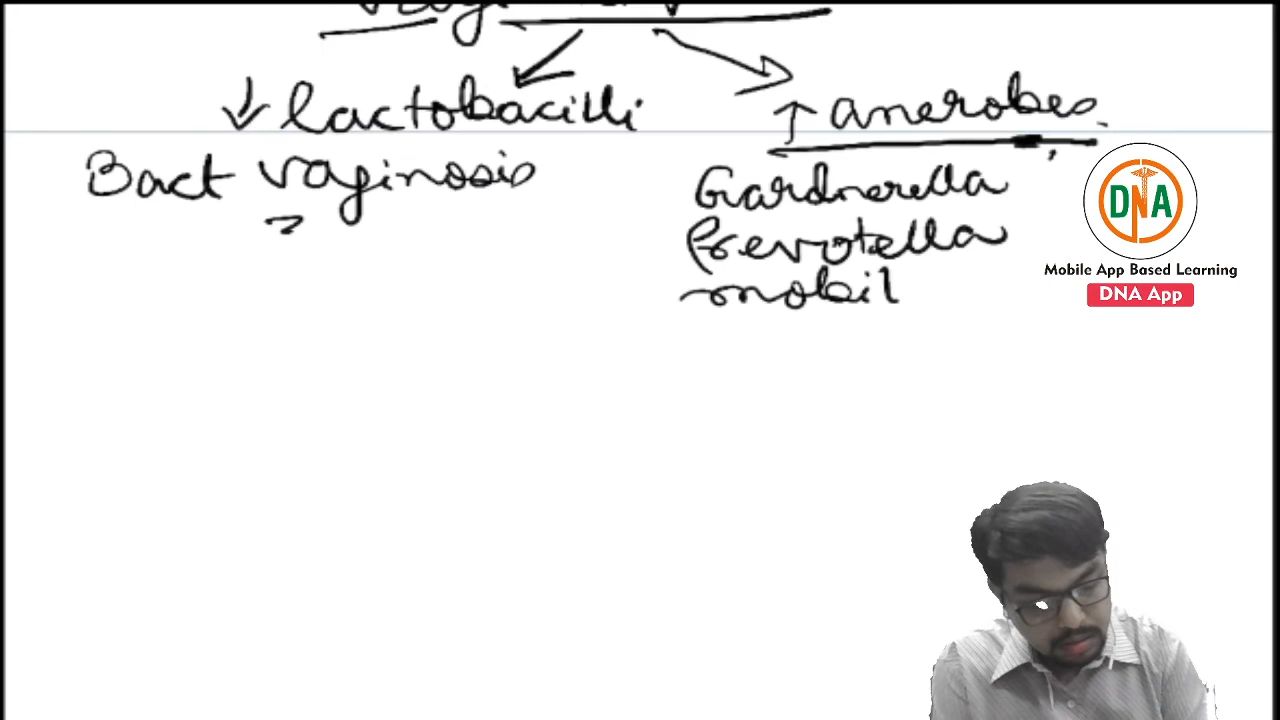 ↓ lactobacilli
↑ anerobes
Bact vaginosis
Gardnerella
Prevotella
mobil
DNA
Mobile App Based Learning
DNA App